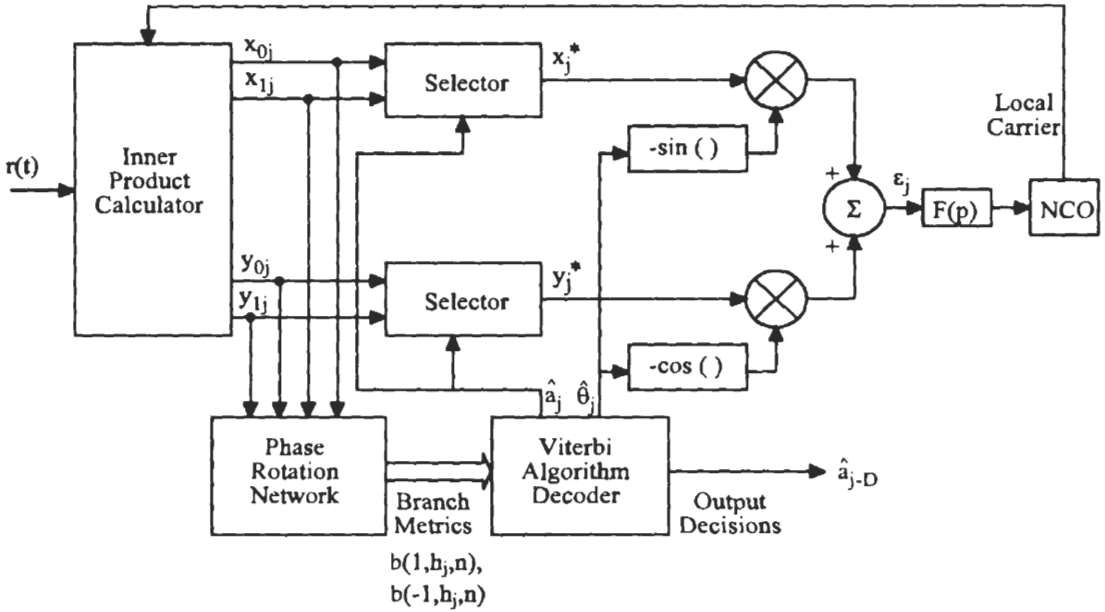 x₀ⱼ
x₁ⱼ
Selector
xⱼ*
Local
Carrier
-sin ( )
r(t)
Inner
Product
Calculator
+
Σ
+
εⱼ
F(p)
NCO
y₀ⱼ
y₁ⱼ
Selector
yⱼ*
-cos ( )
âⱼ
θ̂ⱼ
Phase
Rotation
Network
Branch
Metrics
b(1,hⱼ,n),
b(-1,hⱼ,n)
Viterbi
Algorithm
Decoder
Output
Decisions
âⱼ₋D